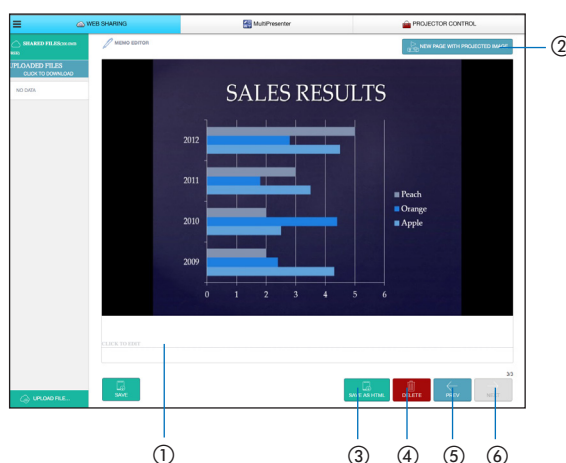 WEB SHARING
MultiPresenter
PROJECTOR CONTROL
SHARED FILES
UPLOADED FILES
CLICK TO DOWNLOAD
NO DATA
MEMO EDITOR
NEW PAGE WITH PROJECTED IMAGE
②
SALES RESULTS
2012
2011
2010
2009
0 1 2 3 4 5 6
Peach
Orange
Apple
CLICK TO EDIT
3/3
UPLOAD FILE...
SAVE
SAVE AS HTML
DELETE
PREV
NEXT
① ③ ④ ⑤ ⑥